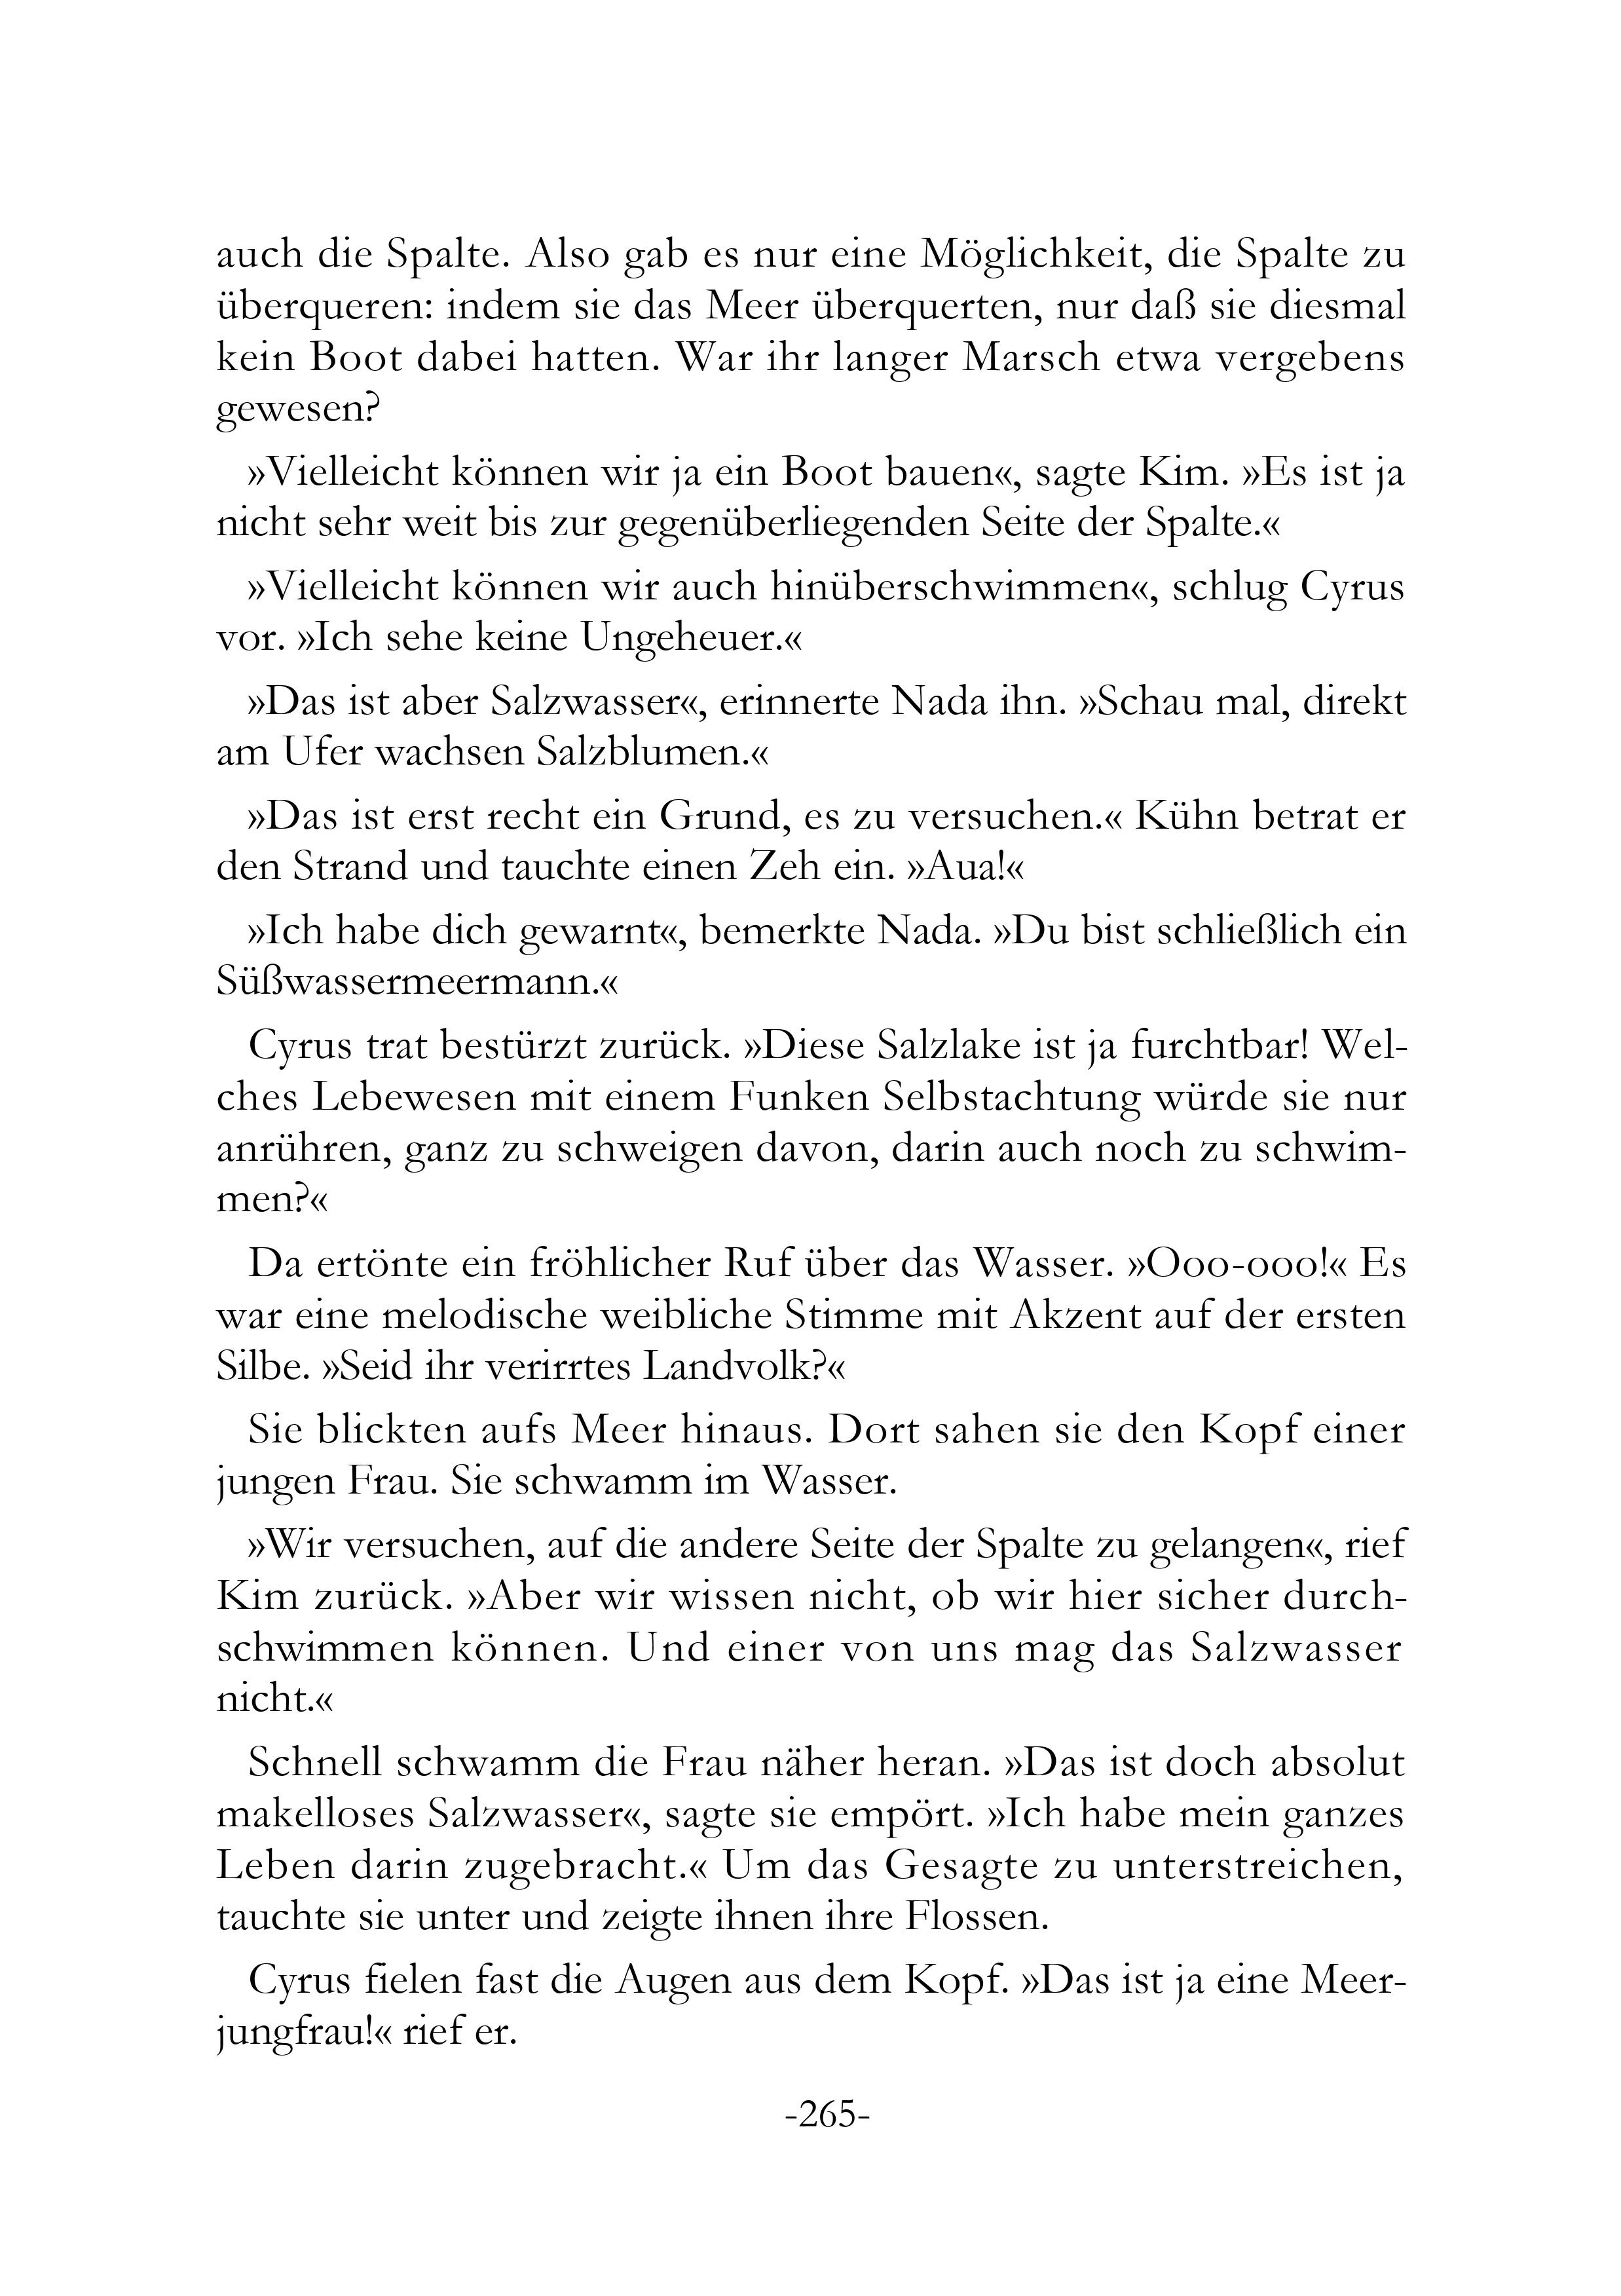 auch die Spalte. Also gab es nur eine Möglichkeit, die Spalte zu
überqueren: indem sie das Meer überquerten, nur daß sie diesmal
kein Boot dabei hatten. War ihr langer Marsch etwa vergebens
gewesen?
»Vielleicht können wir ja ein Boot bauen«, sagte Kim. »Es ist ja
nicht sehr weit bis zur gegenüberliegenden Seite der Spalte.«
»Vielleicht können wir auch hinüberschwimmen«, schlug Cyrus
vor. »Ich sehe keine Ungeheuer.«
»Das ist aber Salzwasser«, erinnerte Nada ihn. »Schau mal, direkt
am Ufer wachsen Salzblumen.«
»Das ist erst recht ein Grund, es zu versuchen.« Kühn betrat er
den Strand und tauchte einen Zeh ein. »Aua!«
»Ich habe dich gewarnt«, bemerkte Nada. »Du bist schließlich ein
Süßwassermeermann.«
Cyrus trat bestürzt zurück. »Diese Salzlake ist ja furchtbar! Wel-
ches Lebewesen mit einem Funken Selbstachtung würde sie nur
anrühren, ganz zu schweigen davon, darin auch noch zu schwim-
men?«
Da ertönte ein fröhlicher Ruf über das Wasser. »Ooo-ooo!« Es
war eine melodische weibliche Stimme mit Akzent auf der ersten
Silbe. »Seid ihr verirrtes Landvolk?«
Sie blickten aufs Meer hinaus. Dort sahen sie den Kopf einer
jungen Frau. Sie schwamm im Wasser.
»Wir versuchen, auf die andere Seite der Spalte zu gelangen«, rief
Kim zurück. »Aber wir wissen nicht, ob wir hier sicher durch-
schwimmen können. Und einer von uns mag das Salzwasser
nicht.«
Schnell schwamm die Frau näher heran. »Das ist doch absolut
makelloses Salzwasser«, sagte sie empört. »Ich habe mein ganzes
Leben darin zugebracht.« Um das Gesagte zu unterstreichen,
tauchte sie unter und zeigte ihnen ihre Flossen.
Cyrus fielen fast die Augen aus dem Kopf. »Das ist ja eine Meer-
jungfrau!« rief er.
-265-